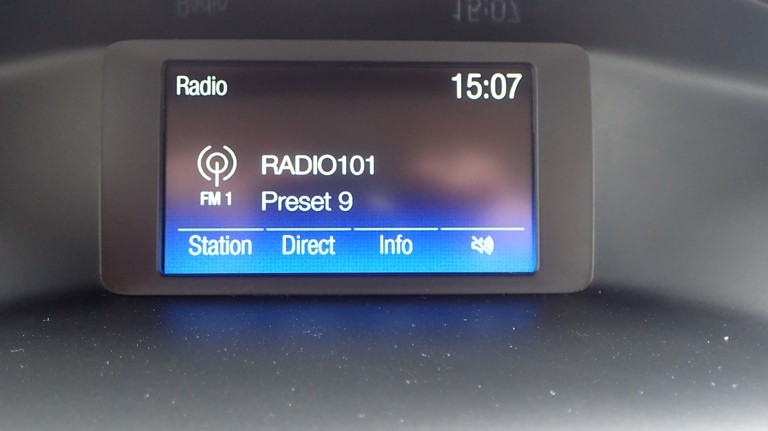 Radio 15:07
RADIO101
FM 1 Preset 9
Station Direct Info